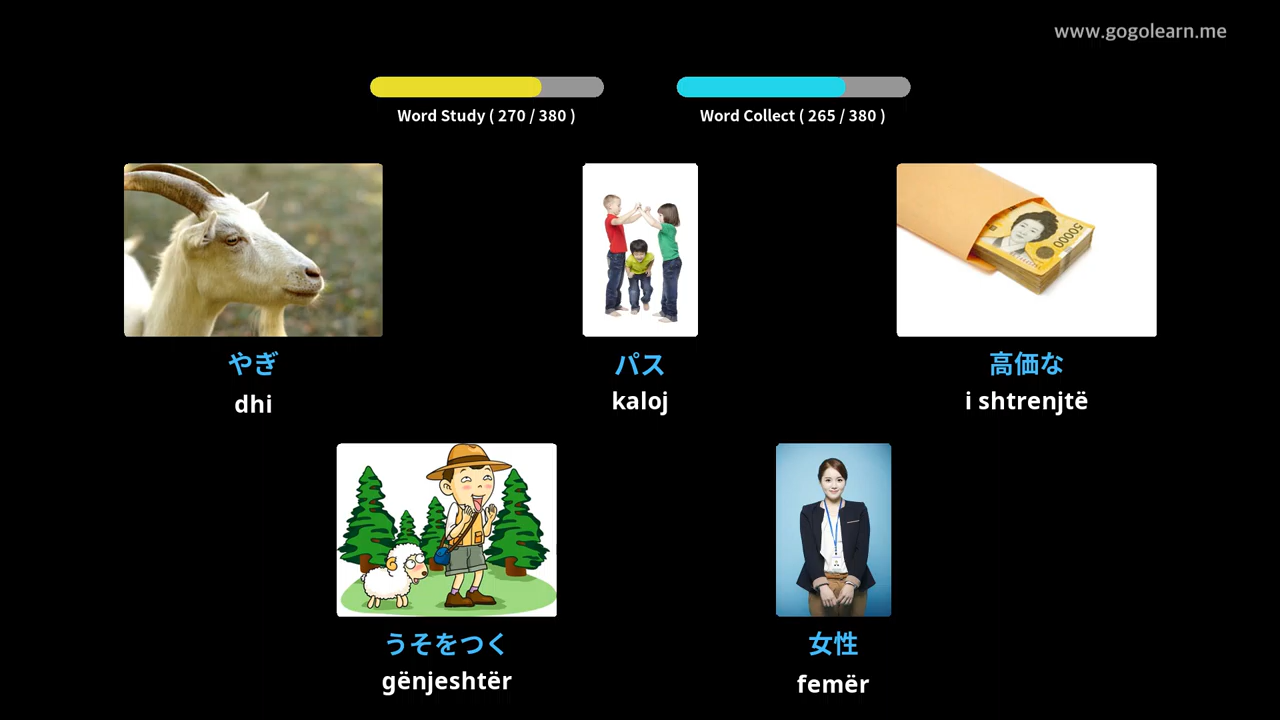 www.gogolearn.me
Word Study ( 270 / 380 )
Word Collect ( 265 / 380 )
やぎ
dhi
パス
kaloj
高価な
i shtrenjtë
50000
うそをつく
gënjeshtër
女性
femër